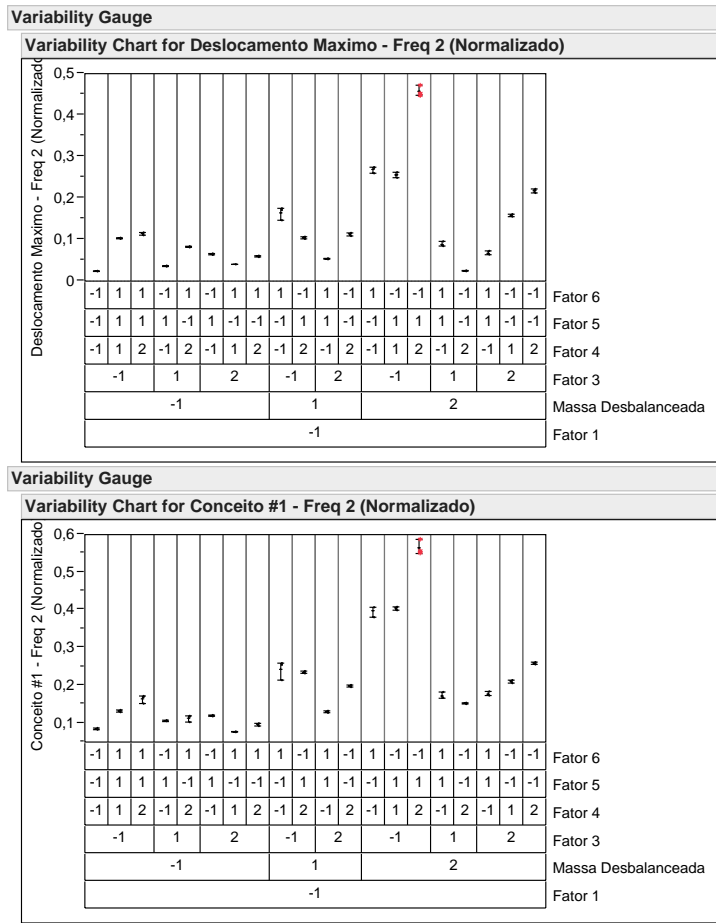 Variability Gauge
Variability Chart for Deslocamento Maximo - Freq 2 (Normalizado)
Deslocamento Maximo - Freq 2 (Normalizado
0,5
0,4
0,3
0,2
0,1
0
-1 1 1 -1 1 -1 1 1 1 -1 1 -1 1 -1 -1 1 -1 1 -1 -1 Fator 6
-1 1 1 1 -1 1 -1 -1 -1 1 1 -1 -1 1 1 1 -1 1 -1 -1 Fator 5
-1 1 2 -1 2 -1 1 2 -1 2 -1 2 -1 1 2 -1 2 -1 1 2 Fator 4
-1 1 2 -1 2 -1 1 2 Fator 3
-1 1 2 Massa Desbalanceada
-1 Fator 1
Variability Gauge
Variability Chart for Conceito #1 - Freq 2 (Normalizado)
Conceito #1 - Freq 2 (Normalizado
0,6
0,5
0,4
0,3
0,2
0,1
-1 1 1 -1 1 -1 1 1 1 -1 1 -1 1 -1 -1 1 -1 1 -1 -1 Fator 6
-1 1 1 1 -1 1 -1 -1 -1 1 1 -1 -1 1 1 1 -1 1 -1 -1 Fator 5
-1 1 2 -1 2 -1 1 2 -1 2 -1 2 -1 1 2 -1 2 -1 1 2 Fator 4
-1 1 2 -1 2 -1 1 2 Fator 3
-1 1 2 Massa Desbalanceada
-1 Fator 1